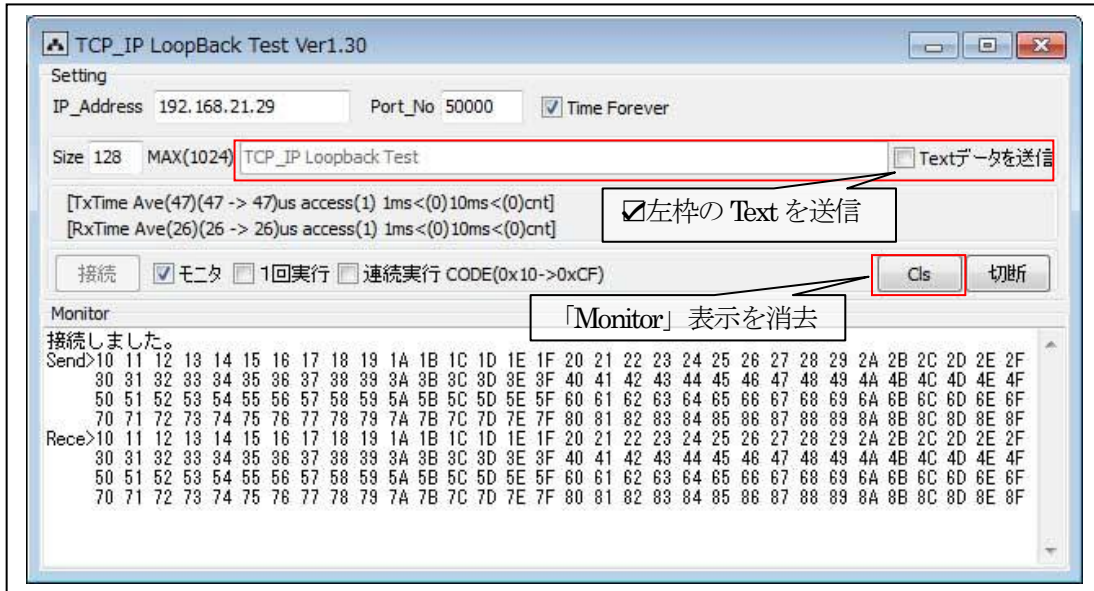 TCP_IP LoopBack Test Ver1.30
Setting
IP_Address 192.168.21.29 Port_No 50000 Time Forever
Size 128 MAX(1024) TCP_IP Loopback Test Textデータを送信
[TxTime Ave(47)(47 -> 47)us access(1) 1ms<(0)10ms<(0)cnt]
[RxTime Ave(26)(26 -> 26)us access(1) 1ms<(0)10ms<(0)cnt]
☑左枠の Text を送信
接続 モニタ 1回実行 連続実行 CODE(0x10->0xCF) Cls 切断
「Monitor」表示を消去
Monitor
接続しました。
Send>10 11 12 13 14 15 16 17 18 19 1A 1B 1C 1D 1E 1F 20 21 22 23 24 25 26 27 28 29 2A 2B 2C 2D 2E 2F
30 31 32 33 34 35 36 37 38 39 3A 3B 3C 3D 3E 3F 40 41 42 43 44 45 46 47 48 49 4A 4B 4C 4D 4E 4F
50 51 52 53 54 55 56 57 58 59 5A 5B 5C 5D 5E 5F 60 61 62 63 64 65 66 67 68 69 6A 6B 6C 6D 6E 6F
70 71 72 73 74 75 76 77 78 79 7A 7B 7C 7D 7E 7F 80 81 82 83 84 85 86 87 88 89 8A 8B 8C 8D 8E 8F
Rece>10 11 12 13 14 15 16 17 18 19 1A 1B 1C 1D 1E 1F 20 21 22 23 24 25 26 27 28 29 2A 2B 2C 2D 2E 2F
30 31 32 33 34 35 36 37 38 39 3A 3B 3C 3D 3E 3F 40 41 42 43 44 45 46 47 48 49 4A 4B 4C 4D 4E 4F
50 51 52 53 54 55 56 57 58 59 5A 5B 5C 5D 5E 5F 60 61 62 63 64 65 66 67 68 69 6A 6B 6C 6D 6E 6F
70 71 72 73 74 75 76 77 78 79 7A 7B 7C 7D 7E 7F 80 81 82 83 84 85 86 87 88 89 8A 8B 8C 8D 8E 8F